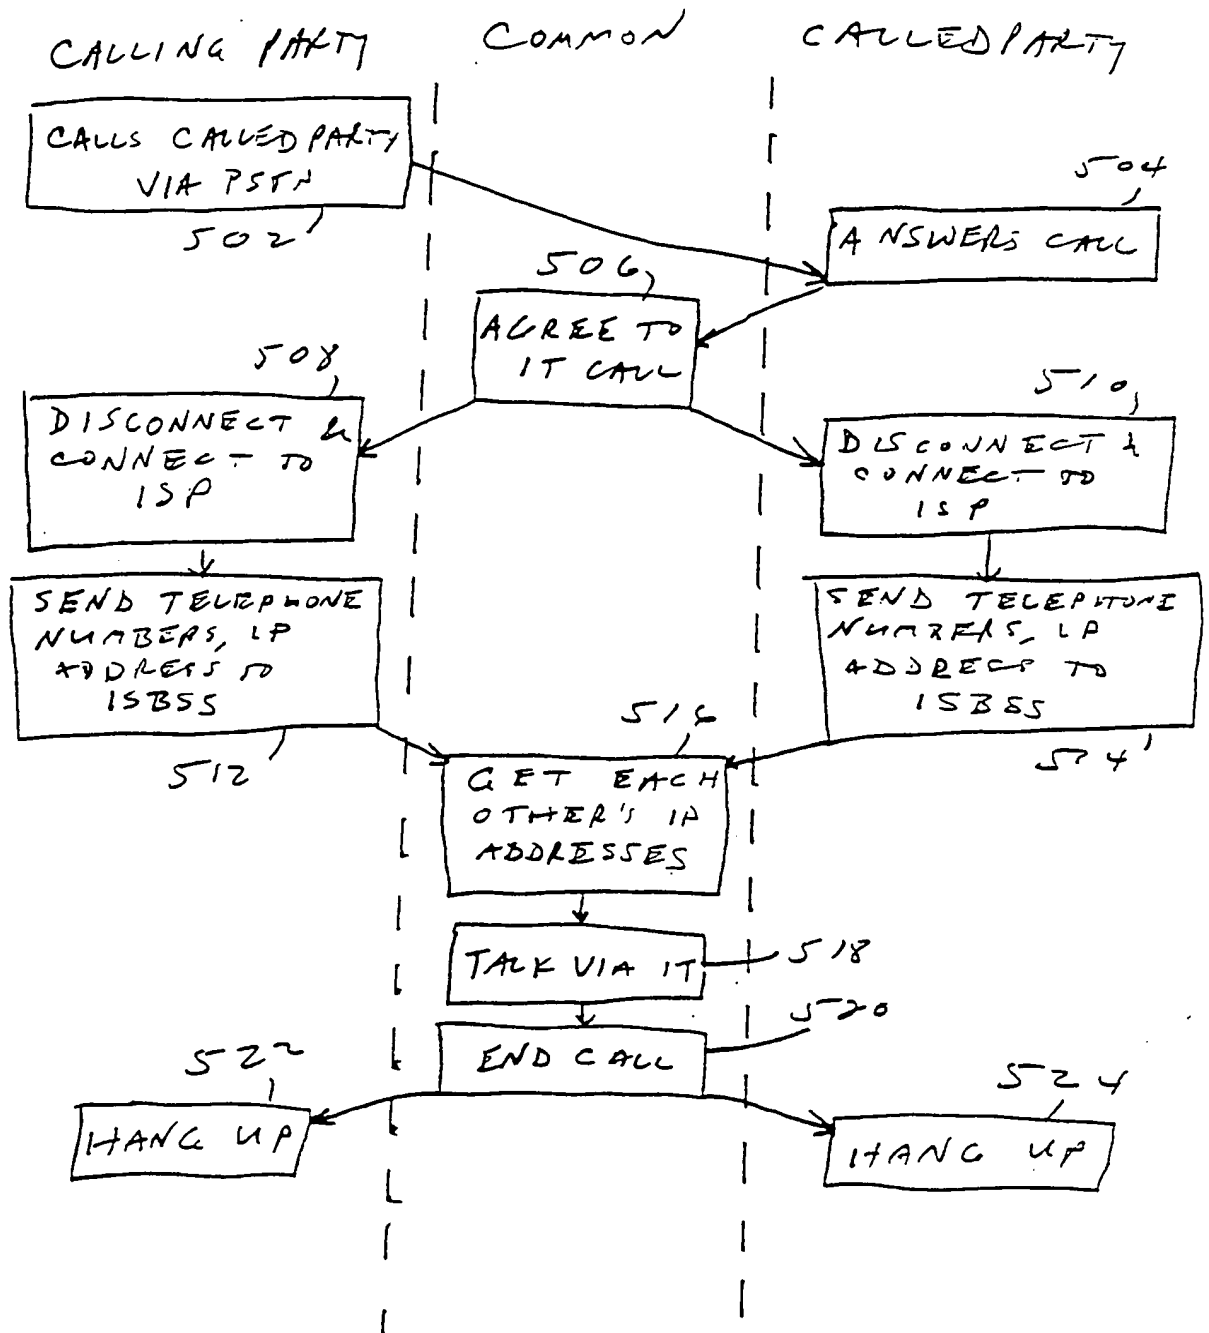 CALLING PARTY
COMMON
CALLED PARTY
CALLS CALLED PARTY
VIA PSTN
502
504
ANSWERS CALL
506
AGREE TO
IT CALL
508
DISCONNECT &
CONNECT TO
ISP
510
DISCONNECT &
CONNECT TO
ISP
SEND TELEPHONE
NUMBERS, IP
ADDRESS TO
ISBSS
512
SEND TELEPHONE
NUMBERS, IP
ADDRESS TO
ISBSS
514
516
GET EACH
OTHER'S IP
ADDRESSES
TALK VIA IT
518
END CALL
520
522
HANG UP
524
HANG UP